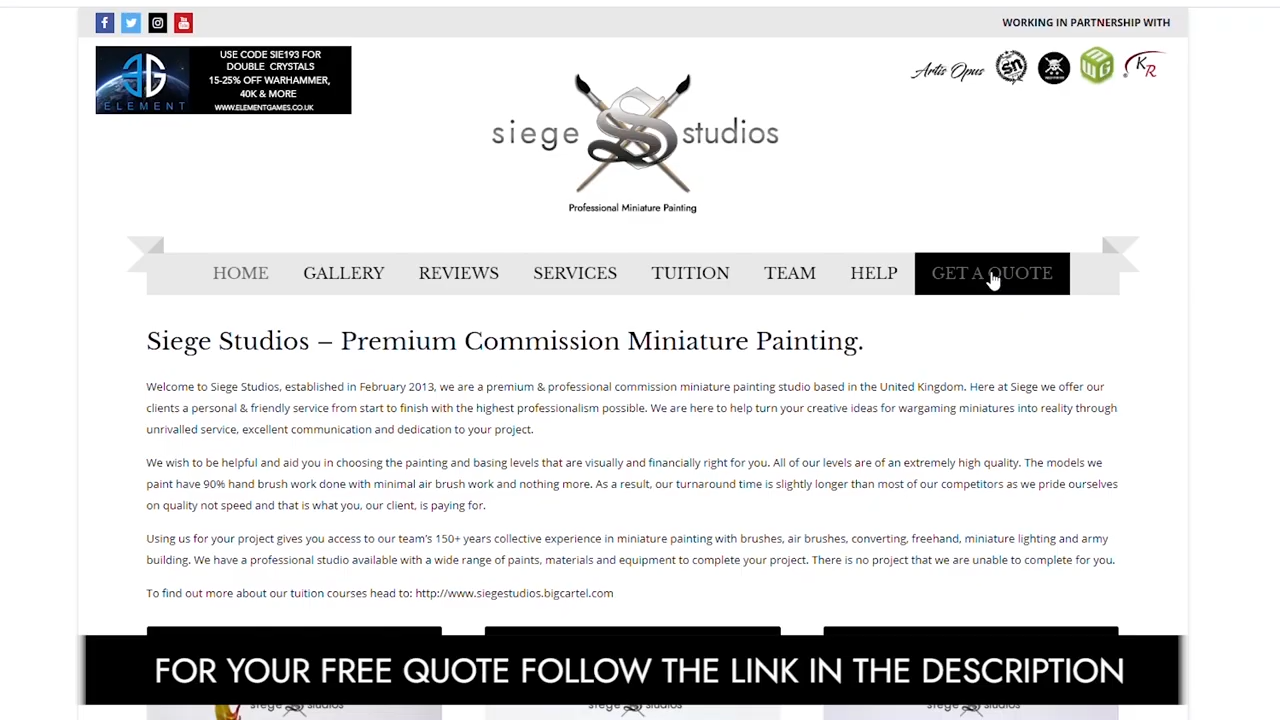 WORKING IN PARTNERSHIP WITH
USE CODE SIE193 FOR
DOUBLE CRYSTALS
15-25% OFF WARHAMMER,
40K & MORE
WWW.ELEMENTGAMES.CO.UK
ELEMENT
Artis Opus
KR
siege studios
Professional Miniature Painting
HOME GALLERY REVIEWS SERVICES TUITION TEAM HELP GET A QUOTE
Siege Studios – Premium Commission Miniature Painting.
Welcome to Siege Studios, established in February 2013, we are a premium & professional commission miniature painting studio based in the United Kingdom. Here at Siege we offer our
clients a personal & friendly service from start to finish with the highest professionalism possible. We are here to help turn your creative ideas for wargaming miniatures into reality through
unrivalled service, excellent communication and dedication to your project.
We wish to be helpful and aid you in choosing the painting and basing levels that are visually and financially right for you. All of our levels are of an extremely high quality. The models we
paint have 90% hand brush work done with minimal air brush work and nothing more. As a result, our turnaround time is slightly longer than most of our competitors as we pride ourselves
on quality not speed and that is what you, our client, is paying for.
Using us for your project gives you access to our team's 150+ years collective experience in miniature painting with brushes, air brushes, converting, freehand, miniature lighting and army
building. We have a professional studio available with a wide range of paints, materials and equipment to complete your project. There is no project that we are unable to complete for you.
To find out more about our tuition courses head to: http://www.siegestudios.bigcartel.com
FOR YOUR FREE QUOTE FOLLOW THE LINK IN THE DESCRIPTION
siege studios siege studios siege studios